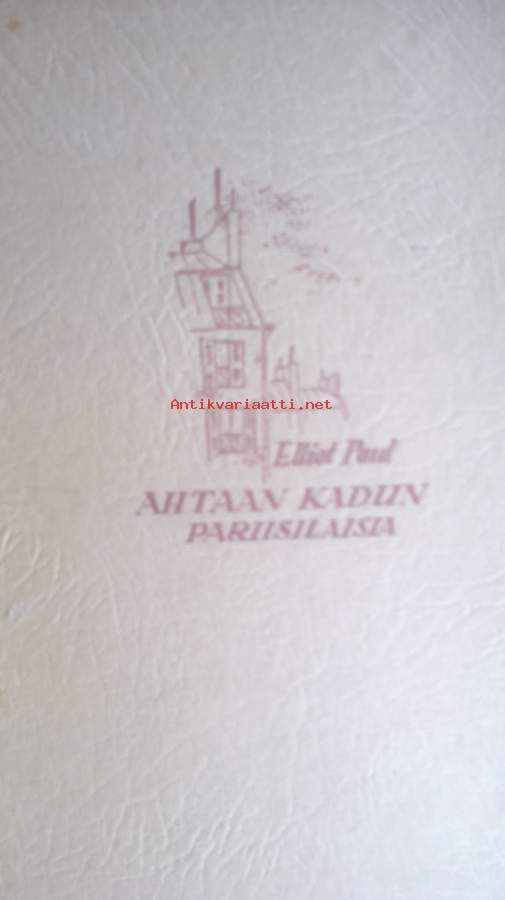 Antikvariaatti.net
Elliot Paul
AHTAAN KADUN
PARIISILAISIA